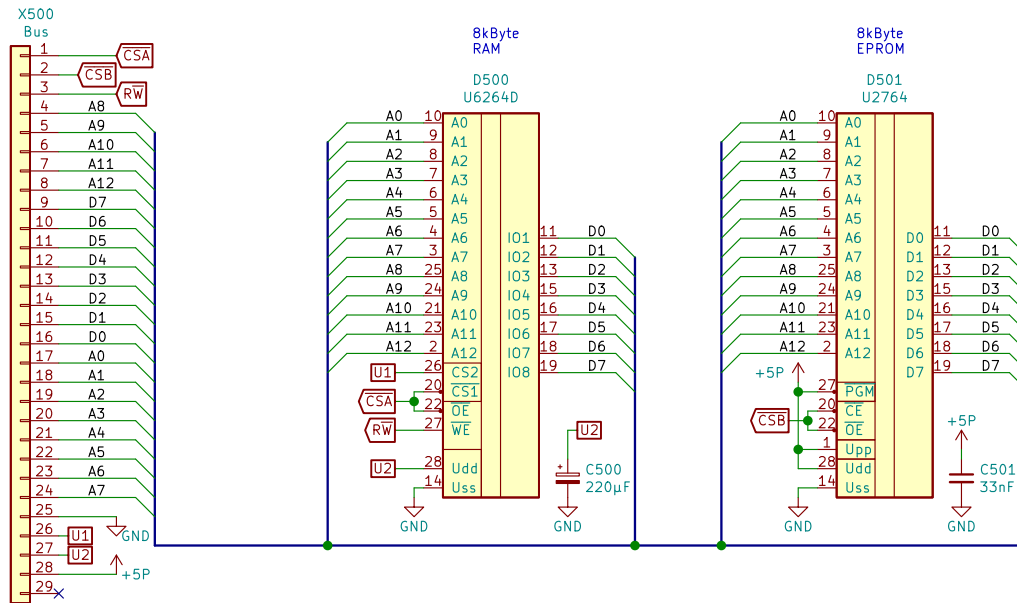 X500
Bus
1 CSA
2 CSB
3 RW
4 A8
5 A9
6 A10
7 A11
8 A12
9 D7
10 D6
11 D5
12 D4
13 D3
14 D2
15 D1
16 D0
17 A0
18 A1
19 A2
20 A3
21 A4
22 A5
23 A6
24 A7
25
GND
26 U1
27 U2
28
+5P
29
8kByte
RAM
D500
U6264D
A0 10 A0
A1 9 A1
A2 8 A2
A3 7 A3
A4 6 A4
A5 5 A5
A6 4 A6 IO1 11 D0
A7 3 A7 IO2 12 D1
A8 25 A8 IO3 13 D2
A9 24 A9 IO4 15 D3
A10 21 A10 IO5 16 D4
A11 23 A11 IO6 17 D5
A12 2 A12 IO7 18 D6
U1 26 CS2 IO8 19 D7
20 CS1
CSA
22 OE
RW 27 WE
U2
U2 28 Udd
14 Uss
GND
+
C500
220µF
GND
8kByte
EPROM
D501
U2764
A0 10 A0
A1 9 A1
A2 8 A2
A3 7 A3
A4 6 A4
A5 5 A5
A6 4 A6 D0 11 D0
A7 3 A7 D1 12 D1
A8 25 A8 D2 13 D2
A9 24 A9 D3 15 D3
A10 21 A10 D4 16 D4
A11 23 A11 D5 17 D5
A12 2 A12 D6 18 D6
+5P D7 19 D7
27 PGM
20 CE
CSB
22 OE
1 Upp
28 Udd
14 Uss
GND
+5P
C501
33nF
GND